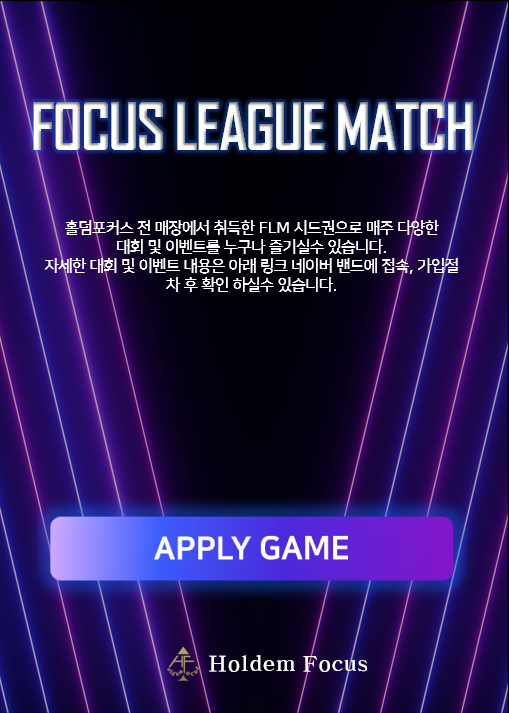 FOCUS LEAGUE MATCH
홀덤포커스 전 매장에서 취득한 FLM 시드권으로 매주 다양한
대회 및 이벤트를 누구나 즐기실수 있습니다.
자세한 대회 및 이벤트 내용은 아래 링크 네이버 밴드에 접속, 가입절
차 후 확인 하실수 있습니다.
APPLY GAME
Holdem Focus